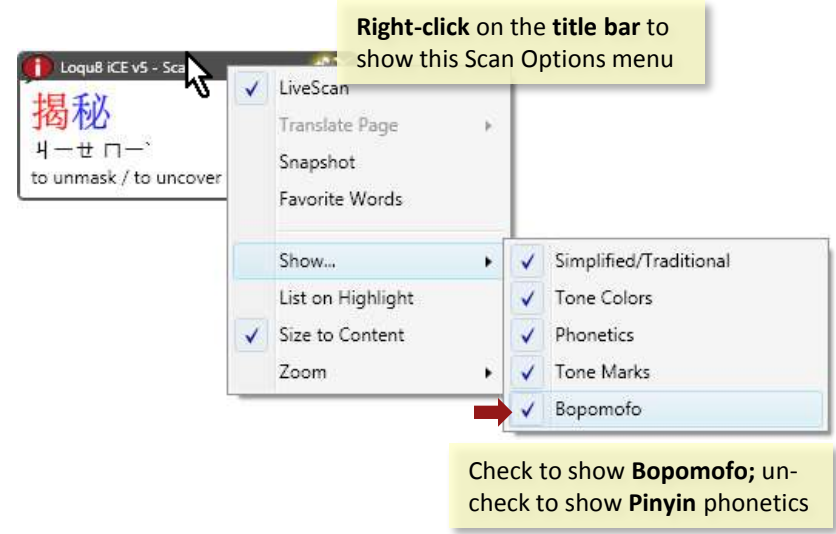 Right-click on the title bar to
show this Scan Options menu
Loqu8 iCE v5 - Sca
揭秘
ㄐㄧㄝ ㄇㄧˋ
to unmask / to uncover
LiveScan
Translate Page
Snapshot
Favorite Words
Show...
List on Highlight
Size to Content
Zoom
Simplified/Traditional
Tone Colors
Phonetics
Tone Marks
Bopomofo
Check to show Bopomofo; un-
check to show Pinyin phonetics